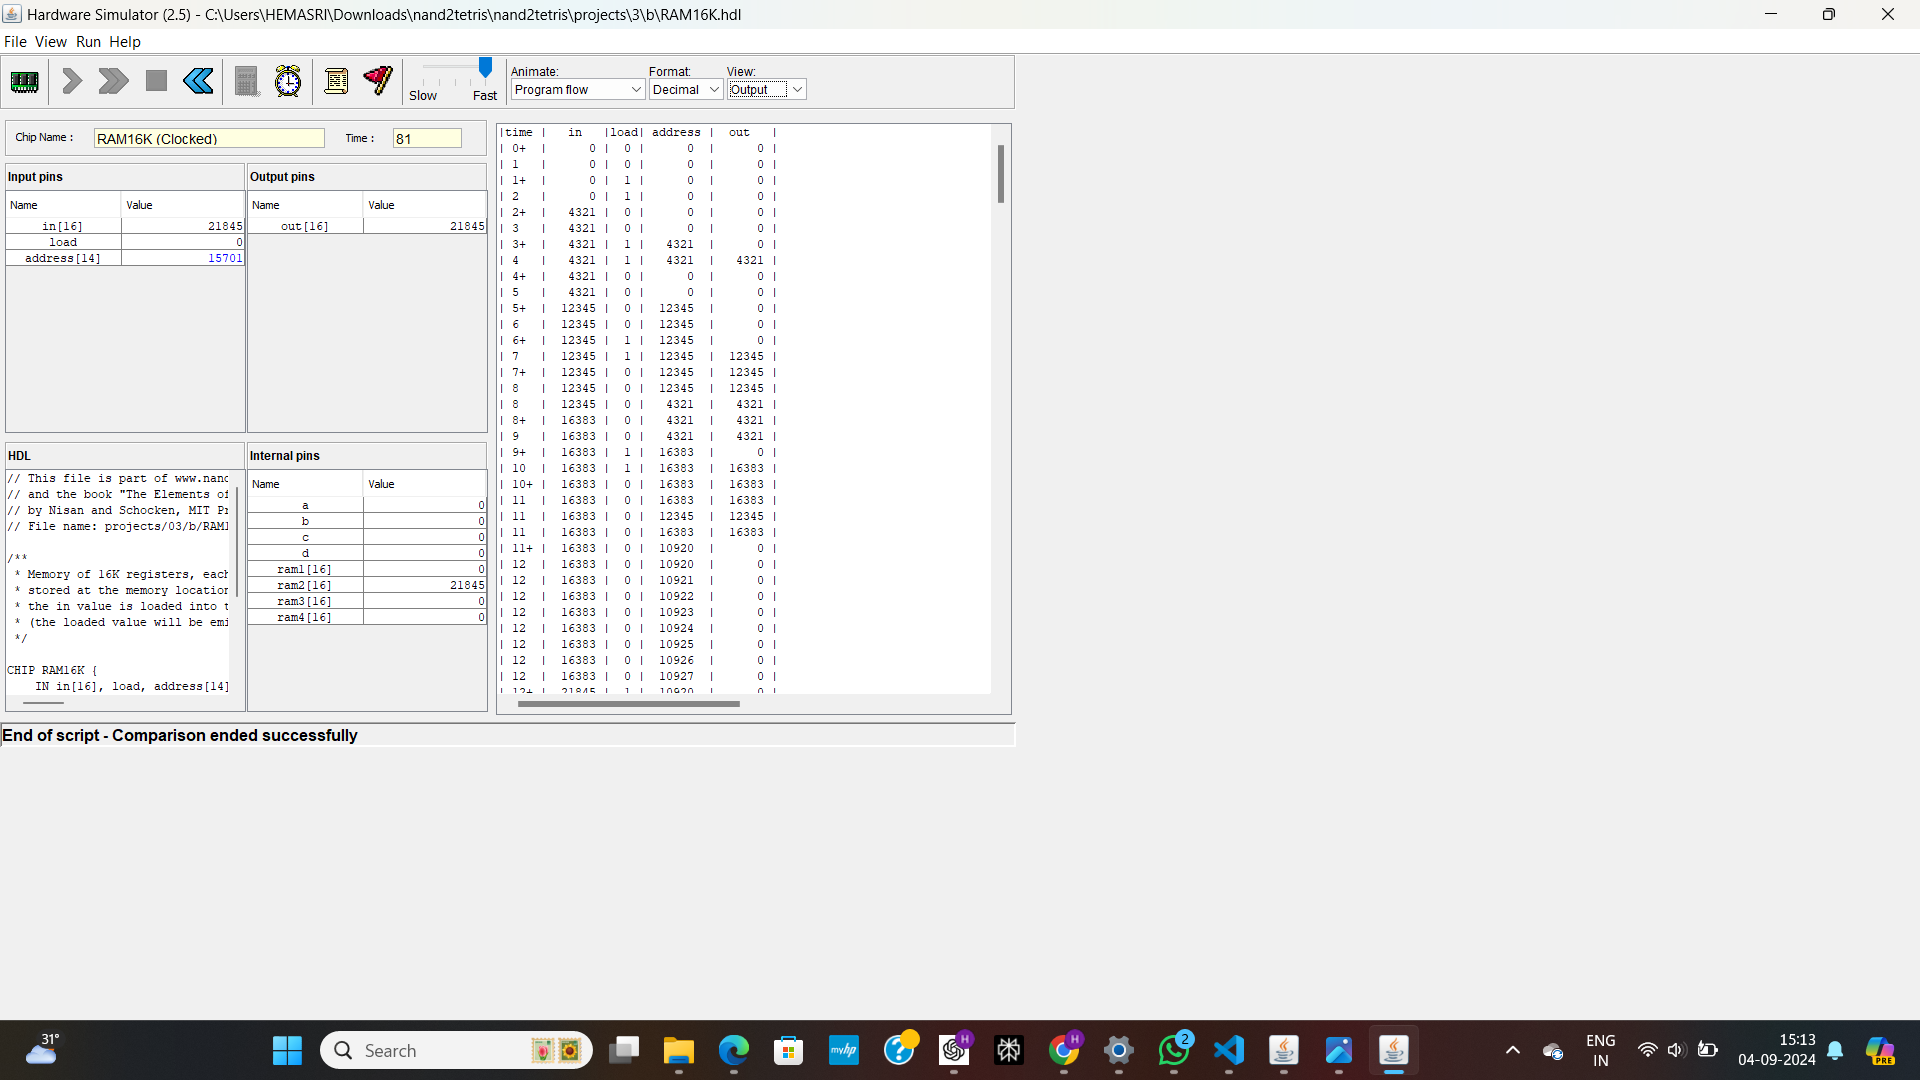 Hardware Simulator (2.5) - C:\Users\HEMASRI\Downloads\nand2tetris\nand2tetris\projects\3\b\RAM16K.hdl
File View Run Help
Slow Fast
Animate: Format: View:
Program flow Decimal Output
Chip Name : RAM16K (Clocked) Time : 81
Input pins
Name Value
in[16] 21845
load 0
address[14] 15701
Output pins
Name Value
out[16] 21845
HDL
// This file is part of www.nand
// and the book "The Elements of
// by Nisan and Schocken, MIT Pr
// File name: projects/03/b/RAM1
/**
* Memory of 16K registers, each
* stored at the memory location
* the in value is loaded into t
* (the loaded value will be emi
*/
CHIP RAM16K {
IN in[16], load, address[14]
Internal pins
Name Value
a 0
b 0
c 0
d 0
ram1[16] 0
ram2[16] 21845
ram3[16] 0
ram4[16] 0
|time | in |load| address | out |
| 0+ | 0 | 0 | 0 | 0 |
| 1 | 0 | 0 | 0 | 0 |
| 1+ | 0 | 1 | 0 | 0 |
| 2 | 0 | 1 | 0 | 0 |
| 2+ | 4321 | 0 | 0 | 0 |
| 3 | 4321 | 0 | 0 | 0 |
| 3+ | 4321 | 1 | 4321 | 0 |
| 4 | 4321 | 1 | 4321 | 4321 |
| 4+ | 4321 | 0 | 0 | 0 |
| 5 | 4321 | 0 | 0 | 0 |
| 5+ | 12345 | 0 | 12345 | 0 |
| 6 | 12345 | 0 | 12345 | 0 |
| 6+ | 12345 | 1 | 12345 | 0 |
| 7 | 12345 | 1 | 12345 | 12345 |
| 7+ | 12345 | 0 | 12345 | 12345 |
| 8 | 12345 | 0 | 12345 | 12345 |
| 8 | 12345 | 0 | 4321 | 4321 |
| 8+ | 16383 | 0 | 4321 | 4321 |
| 9 | 16383 | 0 | 4321 | 4321 |
| 9+ | 16383 | 1 | 16383 | 0 |
| 10 | 16383 | 1 | 16383 | 16383 |
| 10+ | 16383 | 0 | 16383 | 16383 |
| 11 | 16383 | 0 | 16383 | 16383 |
| 11 | 16383 | 0 | 12345 | 12345 |
| 11 | 16383 | 0 | 16383 | 16383 |
| 11+ | 16383 | 0 | 10920 | 0 |
| 12 | 16383 | 0 | 10920 | 0 |
| 12 | 16383 | 0 | 10921 | 0 |
| 12 | 16383 | 0 | 10922 | 0 |
| 12 | 16383 | 0 | 10923 | 0 |
| 12 | 16383 | 0 | 10924 | 0 |
| 12 | 16383 | 0 | 10925 | 0 |
| 12 | 16383 | 0 | 10926 | 0 |
| 12 | 16383 | 0 | 10927 | 0 |
| 12+ | 21845 | 1 | 10920 | 0 |
End of script - Comparison ended successfully
31°
Search
myhp
H
H
2
ENG
IN
15:13
04-09-2024
PRE